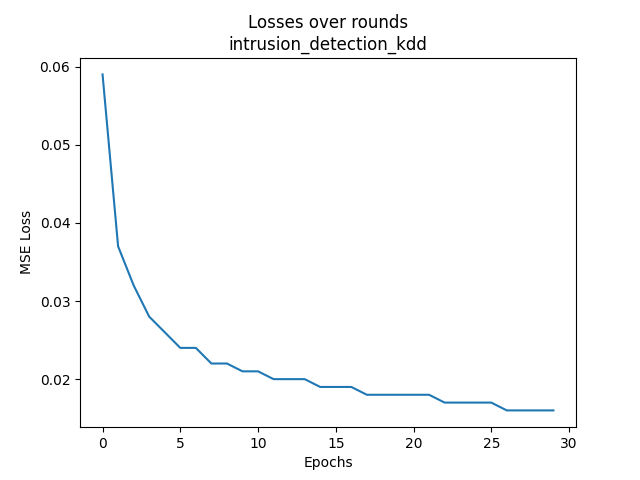 Losses over rounds
intrusion_detection_kdd
0.06
0.05
0.04
0.03
0.02
MSE Loss
0 5 10 15 20 25 30
Epochs